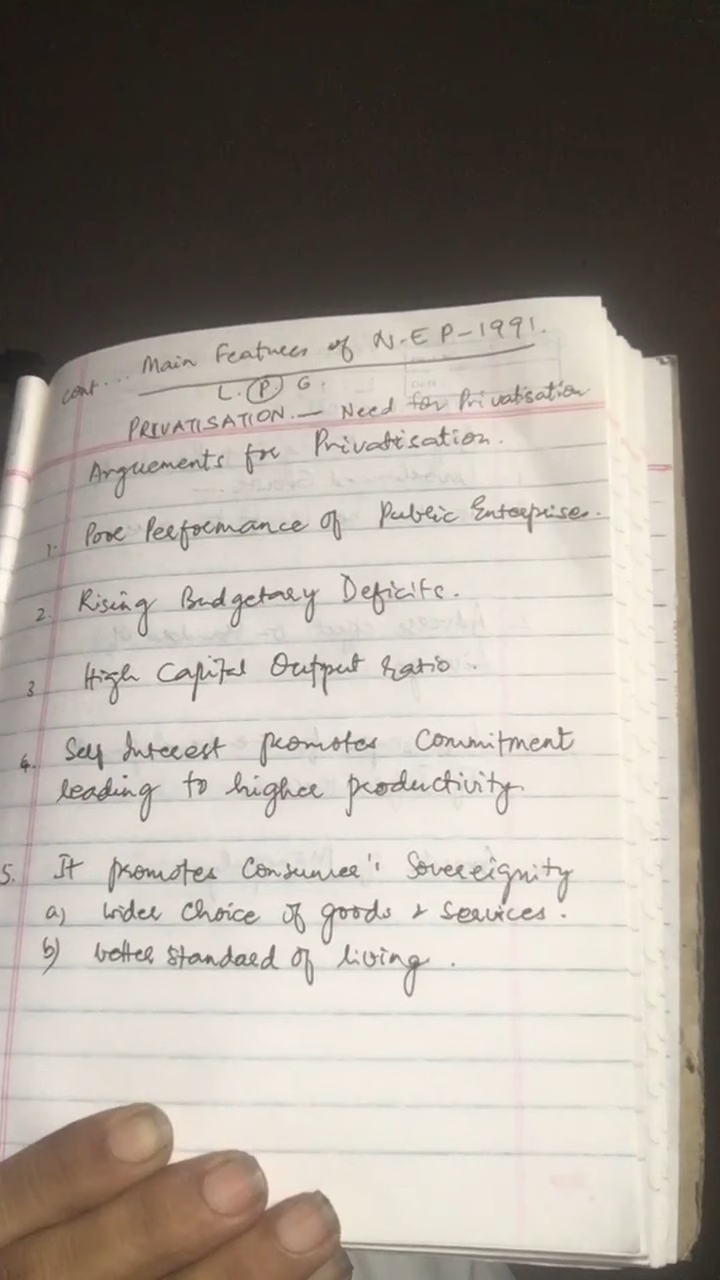 cont... Main Features of N.E P-1991.
L. P. G.
PRIVATISATION. — Need for Privatisation
Arguements for Privatisation.
1. Poor Performance of Public Enterprise.
2. Rising Budgetary Deficits.
3 High Capital Output ratio.
4. Self Interest promotes Commitment
leading to higher productivity
5. It promotes Consumer's Sovereignity
a) wider choice of goods & services.
b) better standard of living.